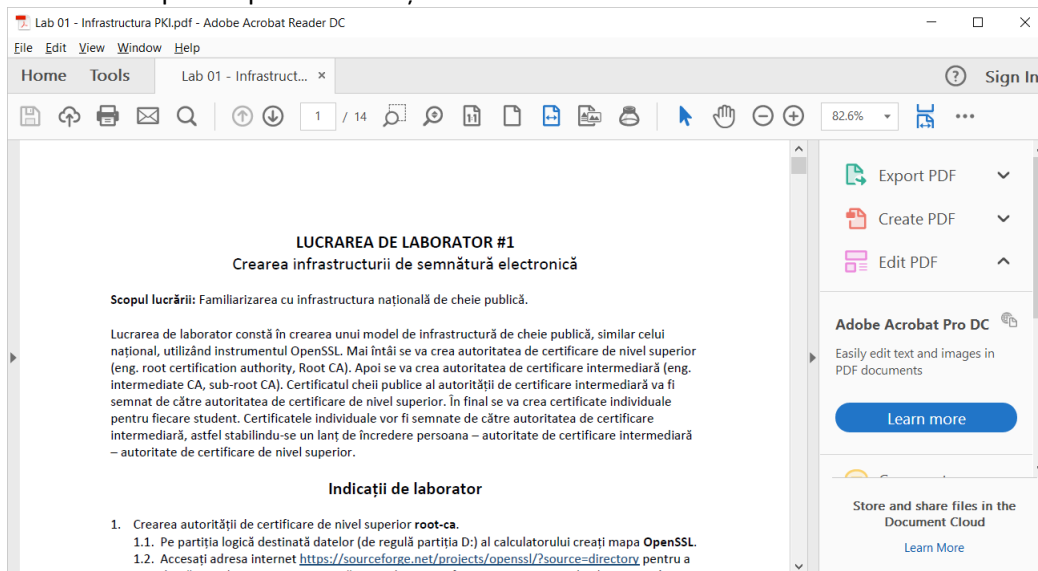 Lab 01 - Infrastructura PKI.pdf - Adobe Acrobat Reader DC
File Edit View Window Help
Home Tools Lab 01 - Infrastruct... × ? Sign In
1 / 14 82.6%
Export PDF
Create PDF
Edit PDF
Adobe Acrobat Pro DC
Easily edit text and images in
PDF documents
Learn more
Store and share files in the
Document Cloud
Learn More
LUCRAREA DE LABORATOR #1
Crearea infrastructurii de semnătură electronică
Scopul lucrării: Familiarizarea cu infrastructura națională de cheie publică.
Lucrarea de laborator constă în crearea unui model de infrastructură de cheie publică, similar celui
național, utilizând instrumentul OpenSSL. Mai întâi se va crea autoritatea de certificare de nivel superior
(eng. root certification authority, Root CA). Apoi se va crea autoritatea de certificare intermediară (eng.
intermediate CA, sub-root CA). Certificatul cheii publice al autorității de certificare intermediară va fi
semnat de către autoritatea de certificare de nivel superior. În final se va crea certificate individuale
pentru fiecare student. Certificatele individuale vor fi semnate de către autoritatea de certificare
intermediară, astfel stabilindu-se un lanț de încredere persoana – autoritate de certificare intermediară
– autoritate de certificare de nivel superior.
Indicații de laborator
1. Crearea autorității de certificare de nivel superior root-ca.
1.1. Pe partiția logică destinată datelor (de regulă partiția D:) al calculatorului creați mapa OpenSSL.
1.2. Accesați adresa internet https://sourceforge.net/projects/openssl/?source=directory pentru a